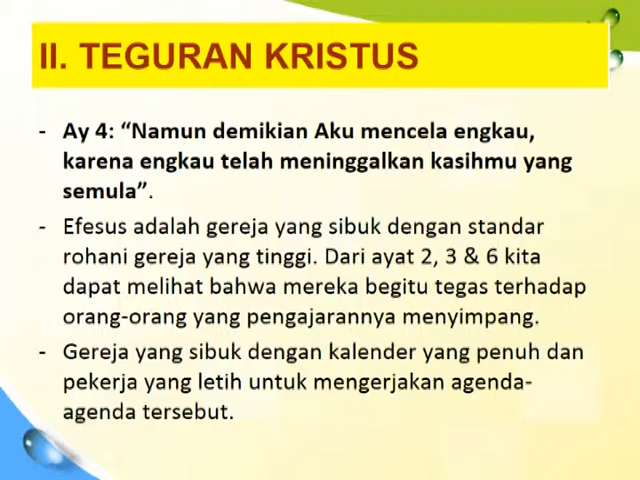 II. TEGURAN KRISTUS
- Ay 4: “Namun demikian Aku mencela engkau,
karena engkau telah meninggalkan kasihmu yang
semula”.
- Efesus adalah gereja yang sibuk dengan standar
rohani gereja yang tinggi. Dari ayat 2, 3 & 6 kita
dapat melihat bahwa mereka begitu tegas terhadap
orang-orang yang pengajarannya menyimpang.
- Gereja yang sibuk dengan kalender yang penuh dan
pekerja yang letih untuk mengerjakan agenda-
agenda tersebut.